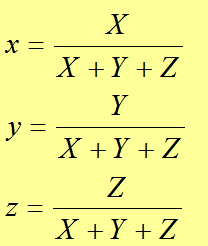 x = X / (X + Y + Z)
y = Y / (X + Y + Z)
z = Z / (X + Y + Z)